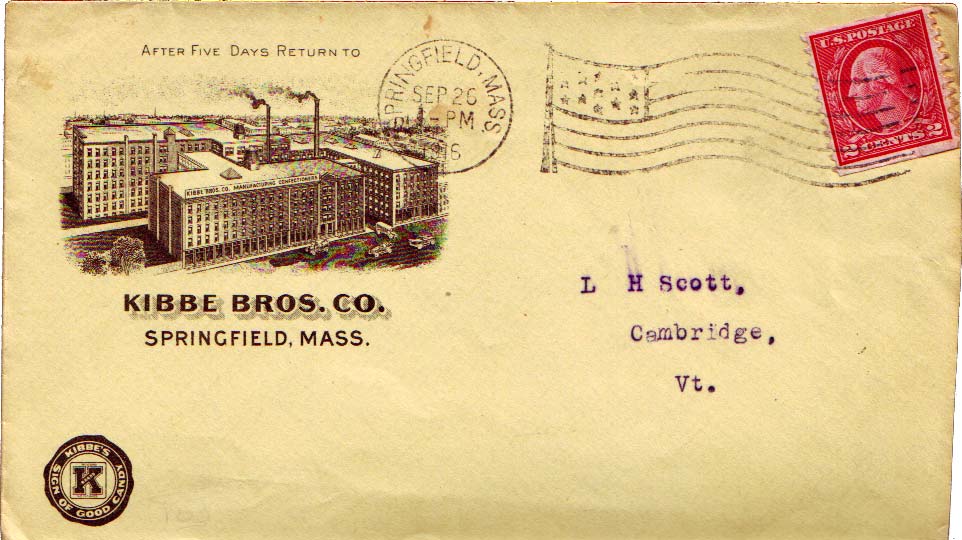 AFTER FIVE DAYS RETURN TO
SPRINGFIELD, MASS
SEP 26
-PM
U.S. POSTAGE
2 CENTS 2
KIBBE BROS. CO. MANUFACTURING CONFECTIONERS
KIBBE BROS. CO.
SPRINGFIELD, MASS.
L H Scott,
Cambridge,
Vt.
KIBBE'S
K
SIGN OF GOOD CANDY